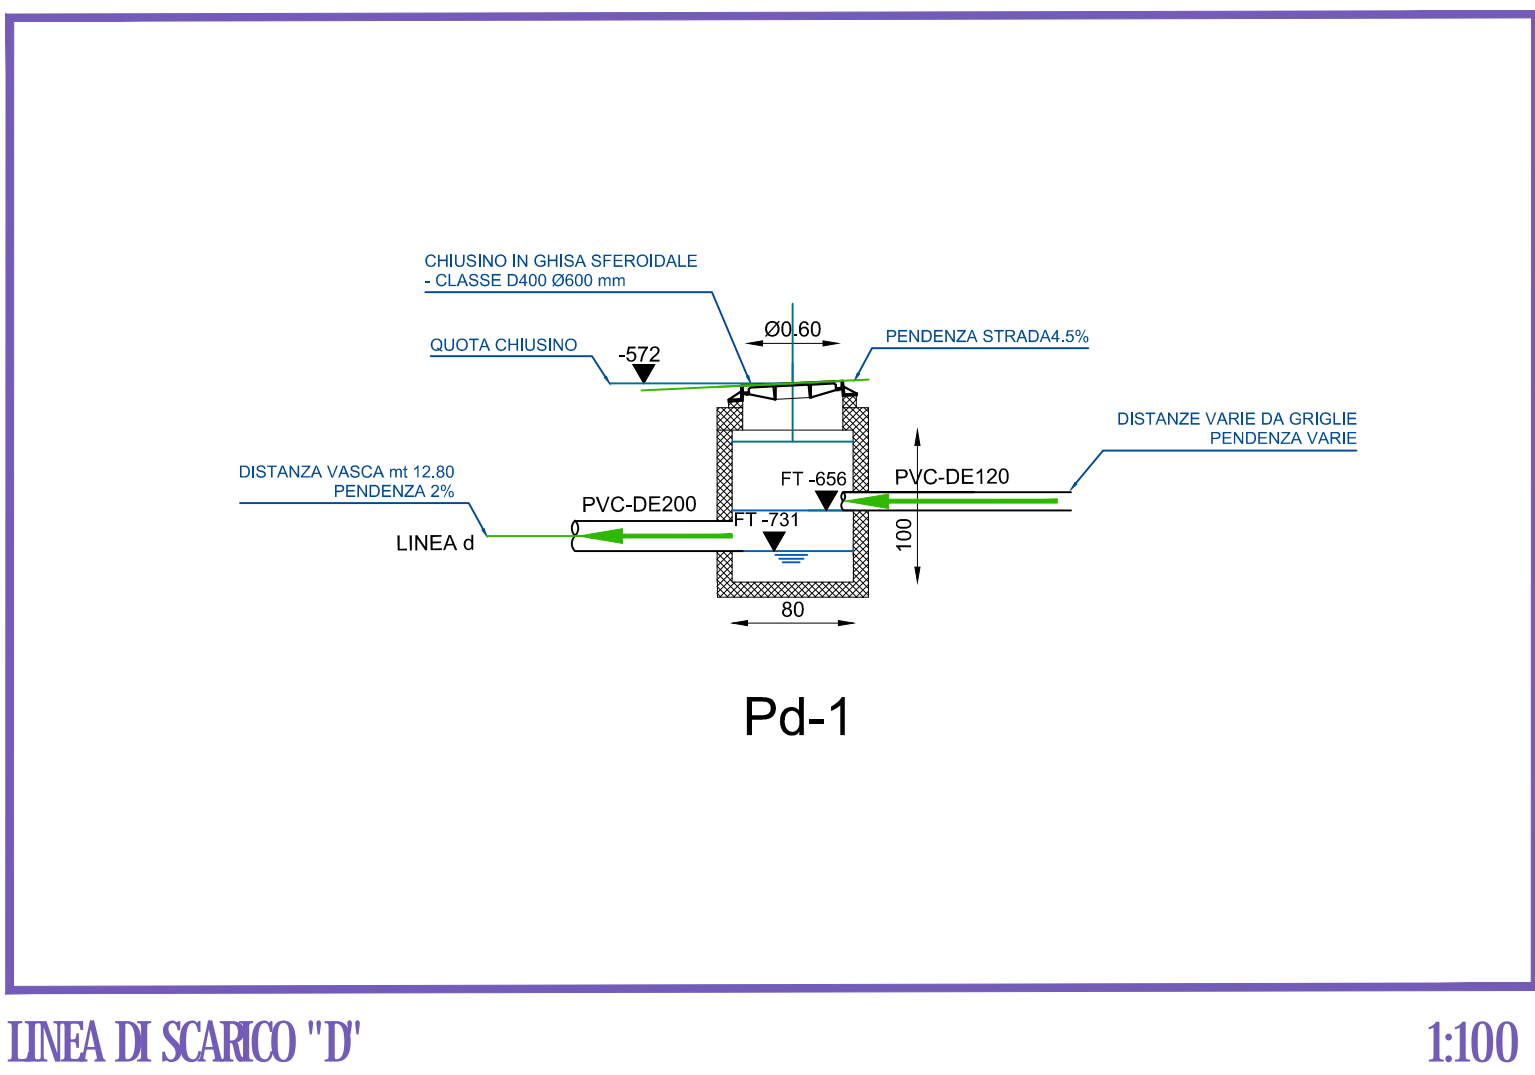 CHIUSINO IN GHISA SFEROIDALE
- CLASSE D400 Ø600 mm
QUOTA CHIUSINO
-572
Ø0.60
PENDENZA STRADA4.5%
DISTANZE VARIE DA GRIGLIE
PENDENZA VARIE
DISTANZA VASCA mt 12.80
PENDENZA 2%
FT -656
PVC-DE120
PVC-DE200
FT -731
LINEA d
100
80
Pd-1
LINEA DI SCARICO "D"
1:100